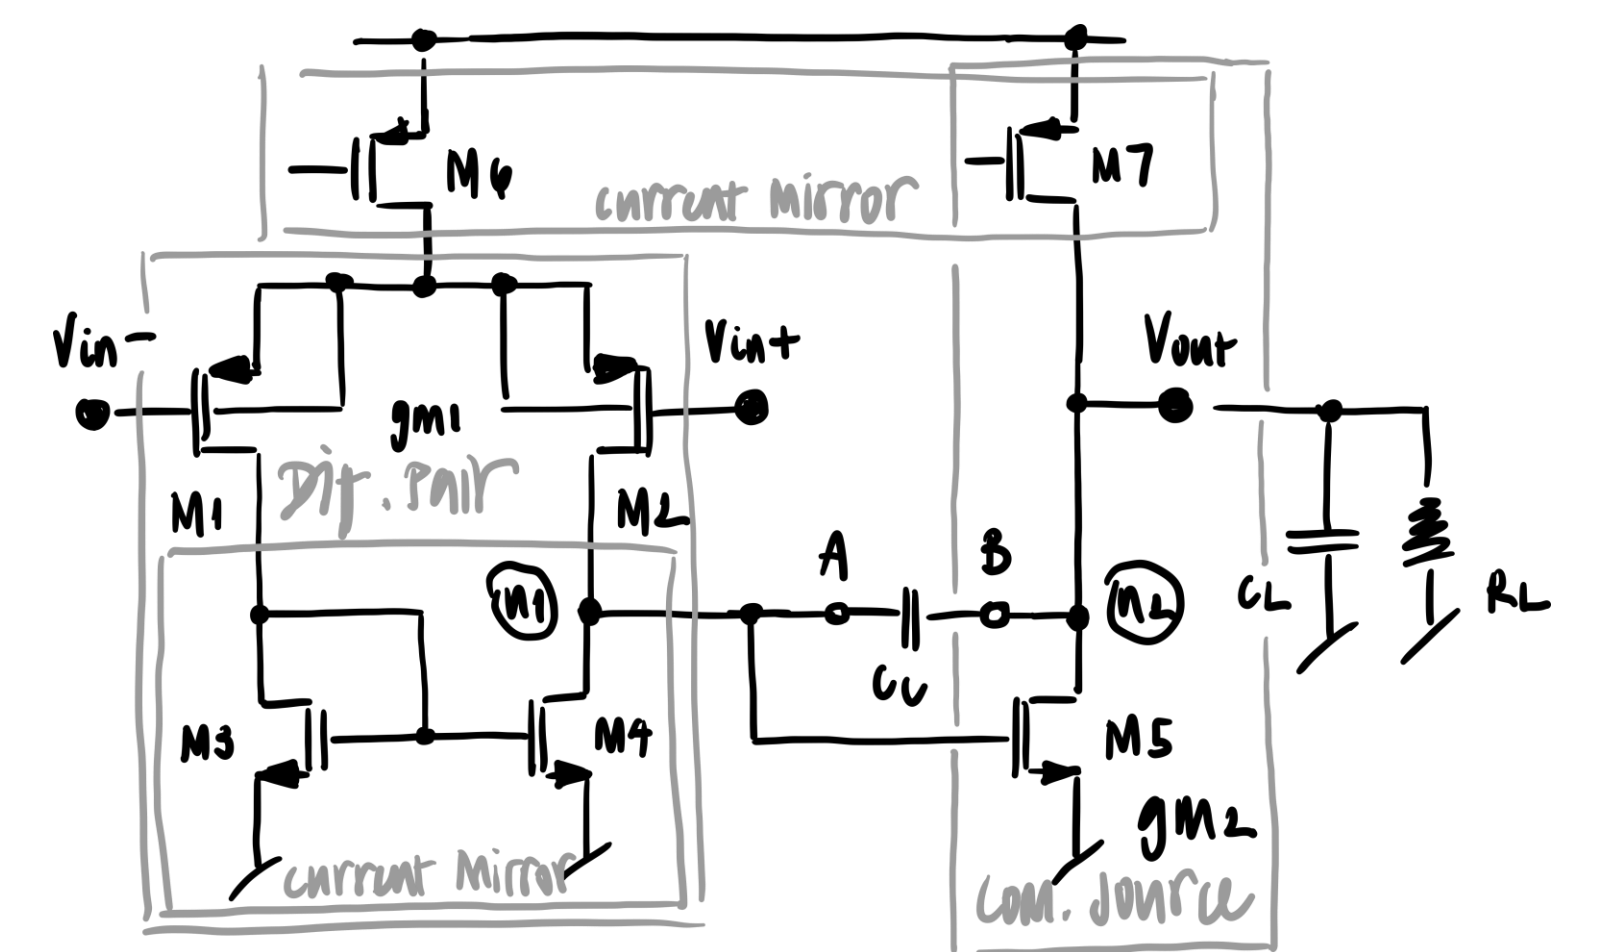 M6
M7
current Mirror
Vin-
Vin+
Vout
gm1
Dif. Pair
M1
M2
A
B
n1
n2
CL
RL
Cc
M3
M4
M5
gm2
current Mirror
Com. Source